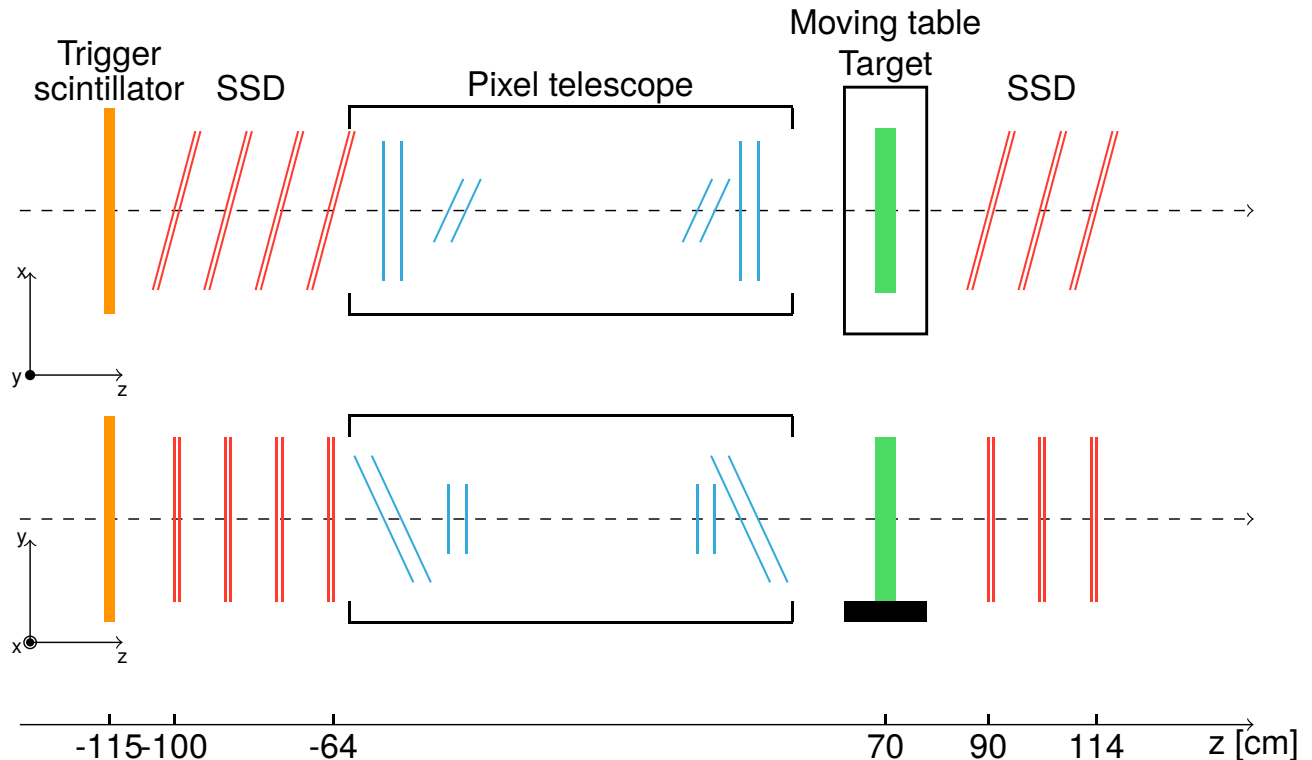 Moving table
Trigger
scintillator
SSD
Pixel telescope
Target
SSD
x
y
z
y
x
z
-115
-100
-64
70
90
114
z [cm]